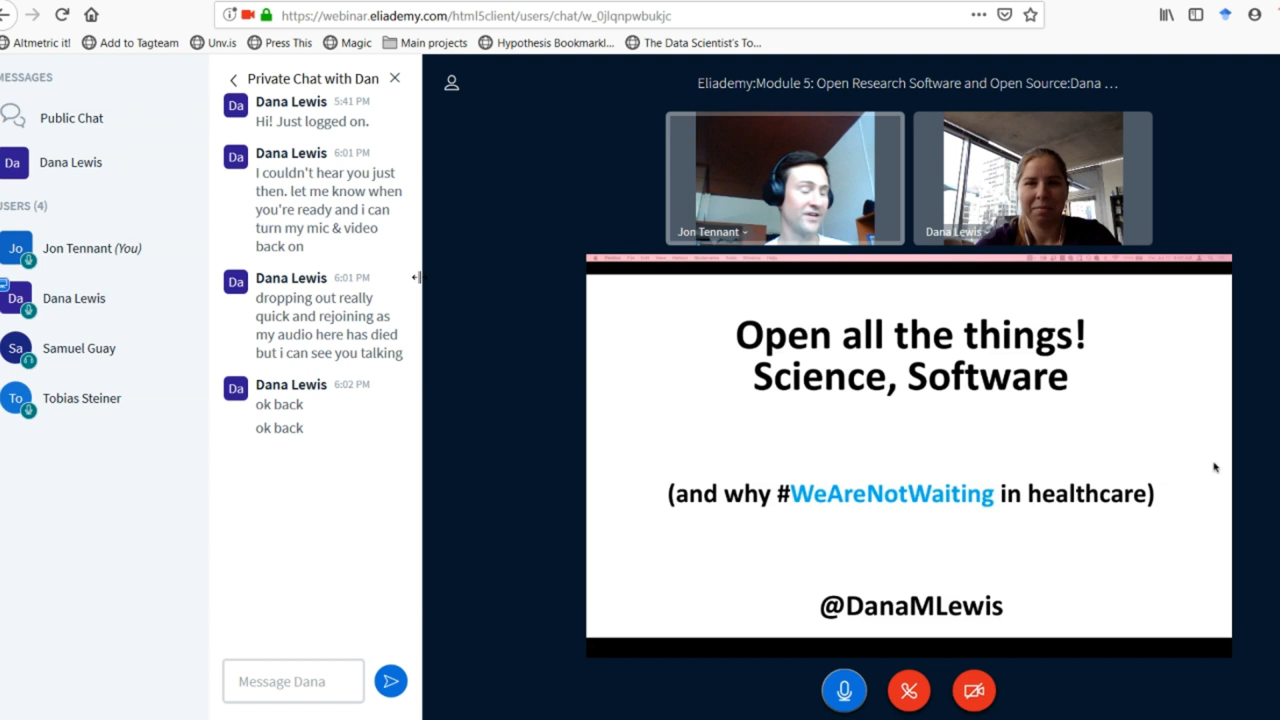 https://webinar.eliademy.com/html5client/users/chat/w_0jlqnpwbukjc
Altmetric it!
Add to Tagteam
Unv.is
Press This
Magic
Main projects
Hypothesis Bookmarkl...
The Data Scientist's To...
MESSAGES
Public Chat
Da
Dana Lewis
USERS (4)
Jo
Jon Tennant (You)
Da
Dana Lewis
Sa
Samuel Guay
To
Tobias Steiner
Private Chat with Dan
Da
Dana Lewis 5:41 PM
Hi! Just logged on.
Da
Dana Lewis 6:01 PM
I couldn't hear you just
then. let me know when
you're ready and i can
turn my mic & video
back on
Da
Dana Lewis 6:01 PM
dropping out really
quick and rejoining as
my audio here has died
but i can see you talking
Da
Dana Lewis 6:02 PM
ok back
ok back
Message Dana
Eliademy:Module 5: Open Research Software and Open Source:Dana ...
Jon Tennant
Dana Lewis
Open all the things!
Science, Software
(and why #WeAreNotWaiting in healthcare)
@DanaMLewis